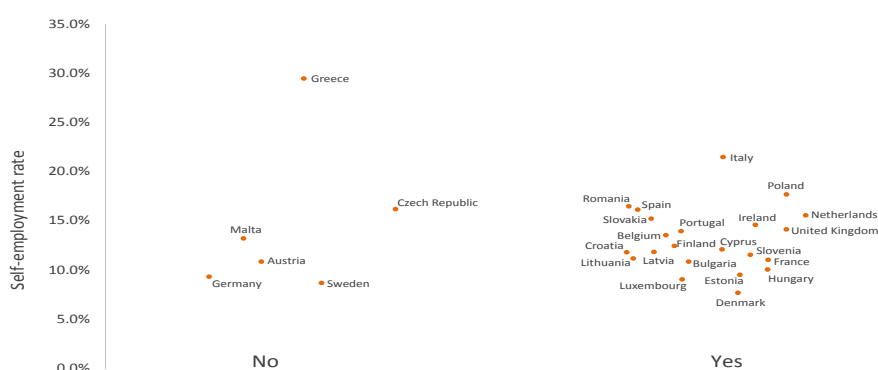 35.0%
30.0%
25.0%
20.0%
15.0%
10.0%
5.0%
0.0%
Self-employment rate
Greece
Czech Republic
Malta
Austria
Germany
Sweden
Italy
Poland
Romania
Spain
Netherlands
Slovakia
Portugal
Ireland
United Kingdom
Belgium
Croatia
Finland
Cyprus
Slovenia
Lithuania
Latvia
Bulgaria
France
Luxembourg
Estonia
Hungary
Denmark
No
Yes